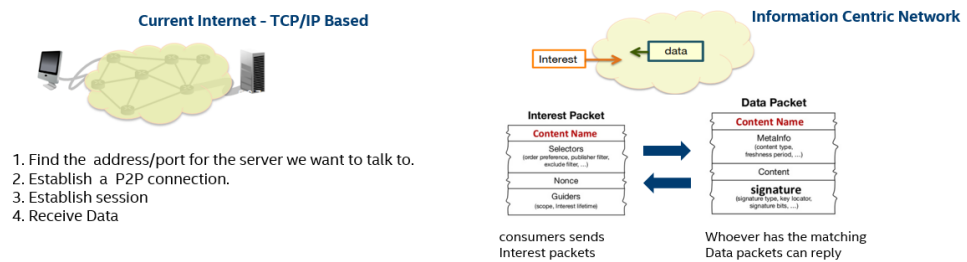 Current Internet – TCP/IP Based
1. Find the address/port for the server we want to talk to.
2. Establish a P2P connection.
3. Establish session
4. Receive Data
Information Centric Network
Interest
data
Interest Packet
Content Name
Selectors
(order preference, publisher filter,
exclude filter, ...)
Nonce
Guiders
(scope, Interest lifetime)
consumers sends
Interest packets
Data Packet
Content Name
MetaInfo
(content type,
freshness period, ...)
Content
signature
(signature type, key locator,
signature bits, ...)
Whoever has the matching
Data packets can reply